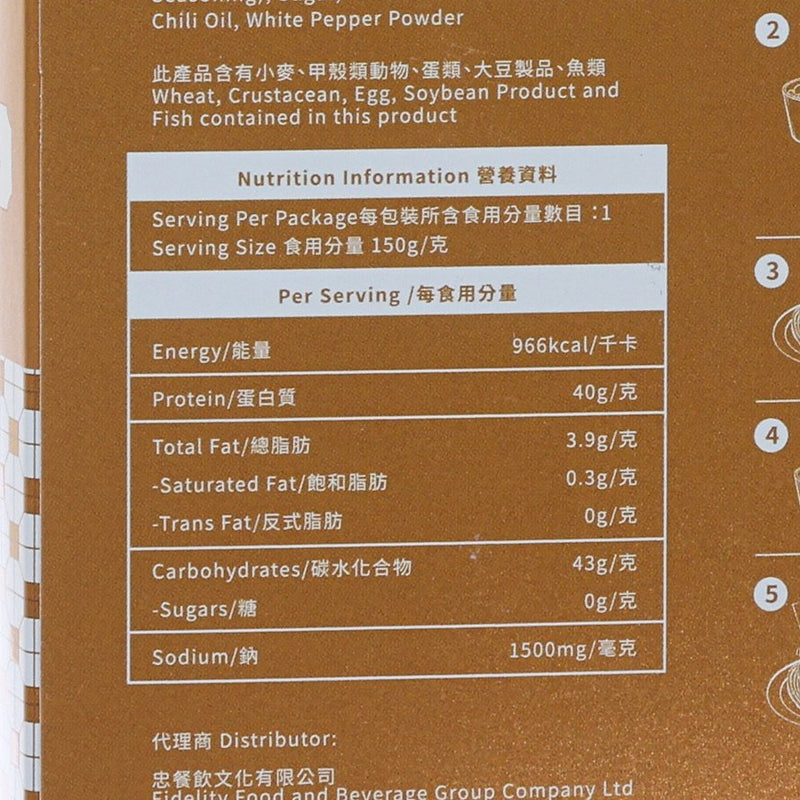 Chili Oil, White Pepper Powder
此產品含有小麥、甲殼類動物、蛋類、大豆製品、魚類
Wheat, Crustacean, Egg, Soybean Product and
Fish contained in this product
Nutrition Information 營養資料
Serving Per Package每包裝所含食用分量數目：1
Serving Size 食用分量 150g/克
Per Serving /每食用分量
Energy/能量 966kcal/千卡
Protein/蛋白質 40g/克
Total Fat/總脂肪 3.9g/克
-Saturated Fat/飽和脂肪 0.3g/克
-Trans Fat/反式脂肪 0g/克
Carbohydrates/碳水化合物 43g/克
-Sugars/糖 0g/克
Sodium/鈉 1500mg/毫克
代理商 Distributor:
忠餐飲文化有限公司
Fidelity Food and Beverage Group Company Ltd
2
3
4
5